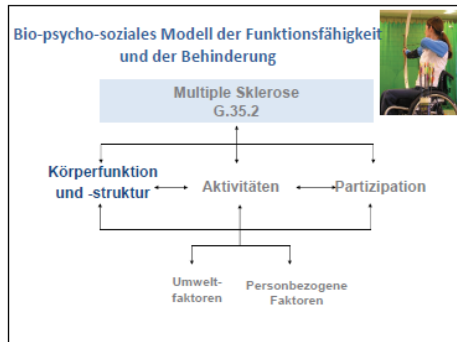 Bio-psycho-soziales Modell der Funktionsfähigkeit
und der Behinderung
Multiple Sklerose
G.35.2
Körperfunktion
und -struktur
Aktivitäten
Partizipation
Umwelt-
faktoren
Personbezogene
Faktoren